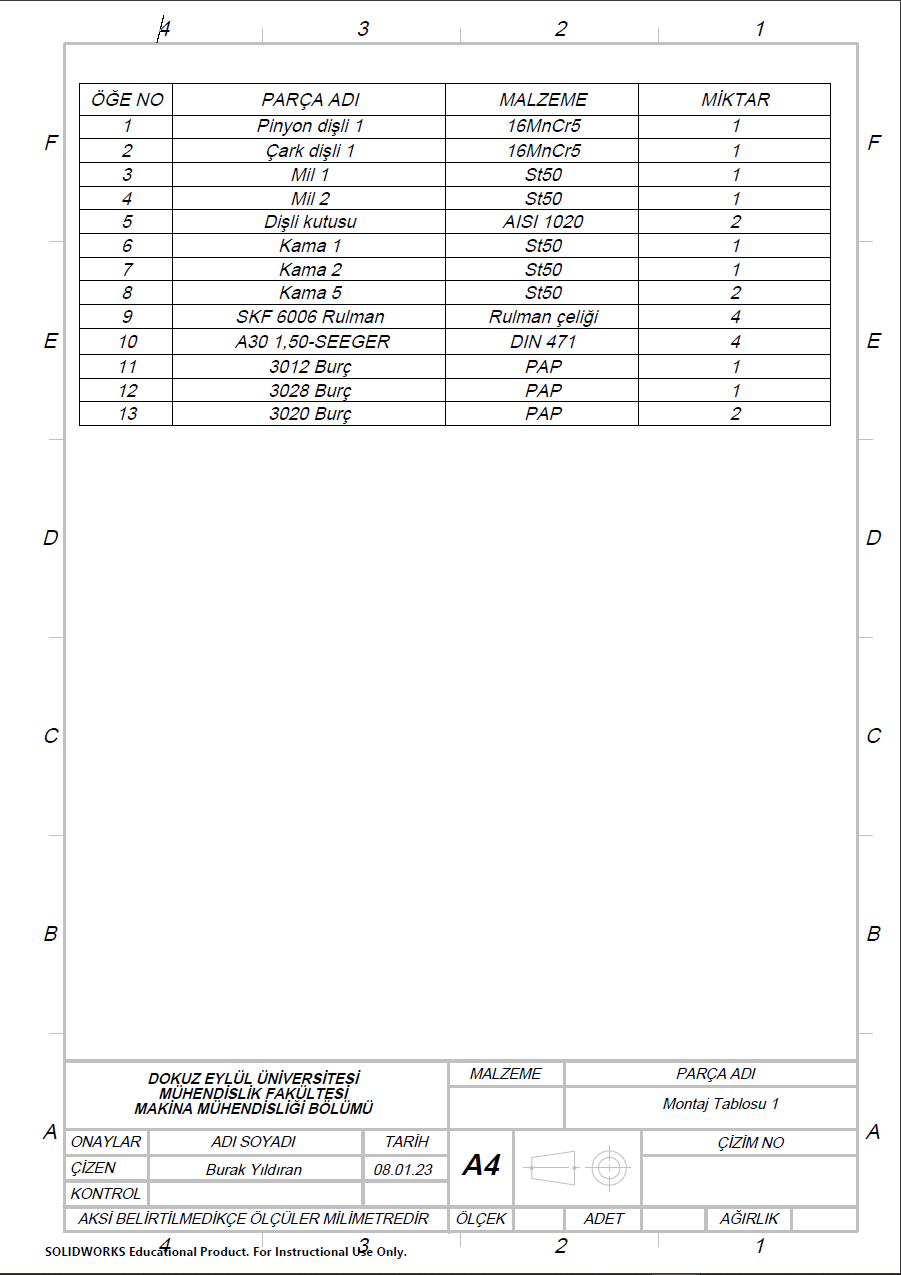 4 3 2 1
ÖĞE NO PARÇA ADI MALZEME MİKTAR
1 Pinyon dişli 1 16MnCr5 1
F F
2 Çark dişli 1 16MnCr5 1
3 Mil 1 St50 1
4 Mil 2 St50 1
5 Dişli kutusu AISI 1020 2
6 Kama 1 St50 1
7 Kama 2 St50 1
8 Kama 5 St50 2
9 SKF 6006 Rulman Rulman çeliği 4
E E
10 A30 1,50-SEEGER DIN 471 4
11 3012 Burç PAP 1
12 3028 Burç PAP 1
13 3020 Burç PAP 2
D D
C C
B B
DOKUZ EYLÜL ÜNİVERSİTESİ
MÜHENDİSLİK FAKÜLTESİ
MAKİNA MÜHENDİSLİĞİ BÖLÜMÜ
MALZEME PARÇA ADI
Montaj Tablosu 1
A A
ONAYLAR ADI SOYADI TARİH
ÇİZEN Burak Yıldıran 08.01.23
KONTROL
A4
ÇİZİM NO
AKSİ BELİRTİLMEDİKÇE ÖLÇÜLER MİLİMETREDİR ÖLÇEK ADET AĞIRLIK
4 3 2 1
SOLIDWORKS Educational Product. For Instructional Use Only.